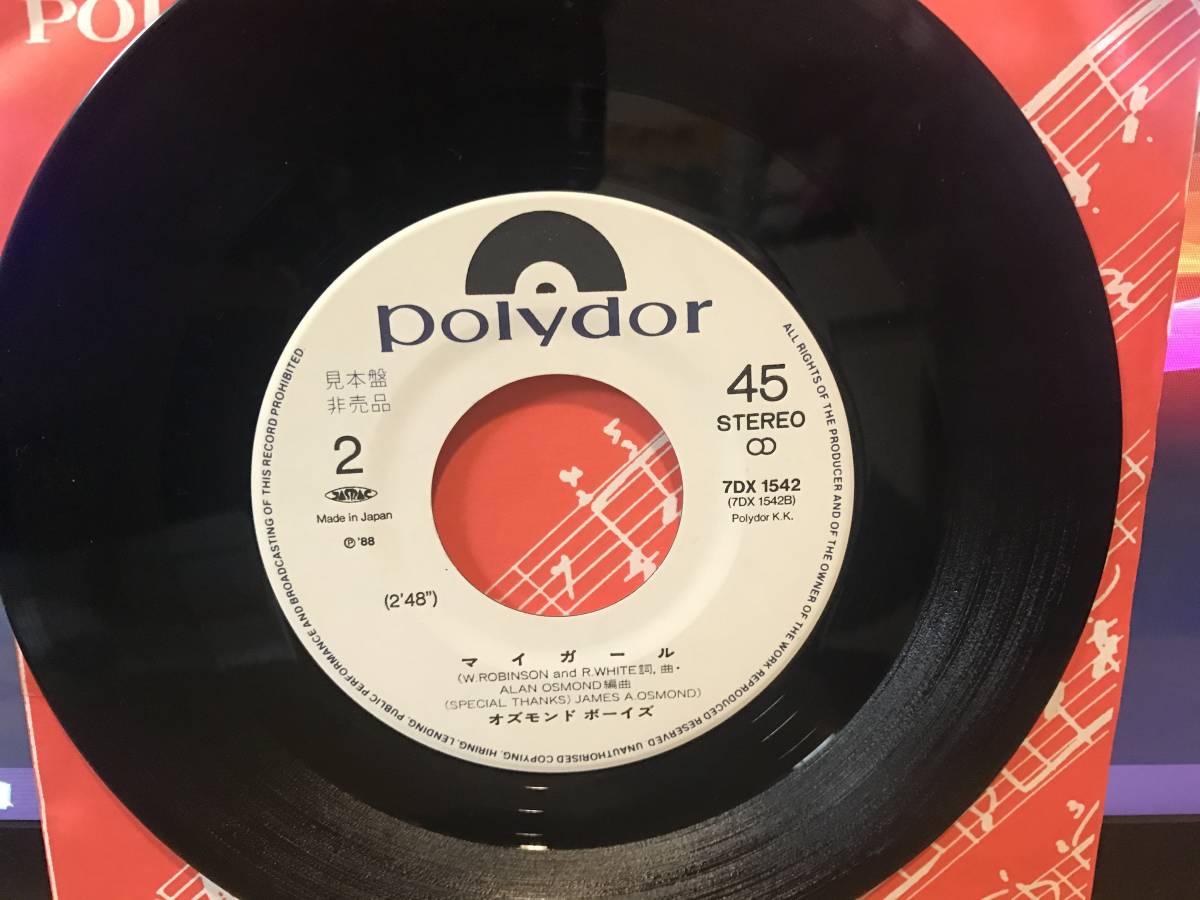 POL
polydor
見本盤
非売品
2
JASRAC
Made in Japan
℗'88
45
STEREO
7DX 1542
(7DX 1542B)
Polydor K.K.
(2'48")
マイガール
(W.ROBINSON and R.WHITE詞,曲・
ALAN OSMOND編曲
(SPECIAL THANKS) JAMES A.OSMOND)
オズモンド ボーイズ
ALL RIGHTS OF THE PRODUCER AND OF THE OWNER OF THE WORK REPRODUCED RESERVED. UNAUTHORISED COPYING, HIRING, LENDING, PUBLIC PERFORMANCE AND BROADCASTING OF THIS RECORD PROHIBITED.